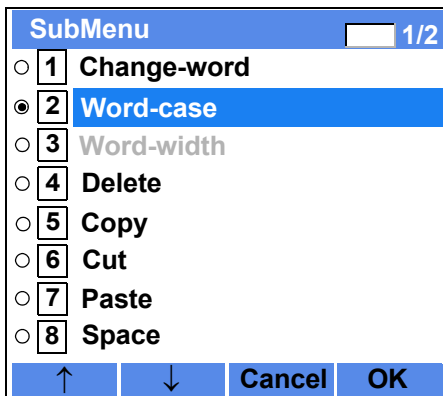 SubMenu 1/2
1 Change-word
2 Word-case
3 Word-width
4 Delete
5 Copy
6 Cut
7 Paste
8 Space
↑ ↓ Cancel OK